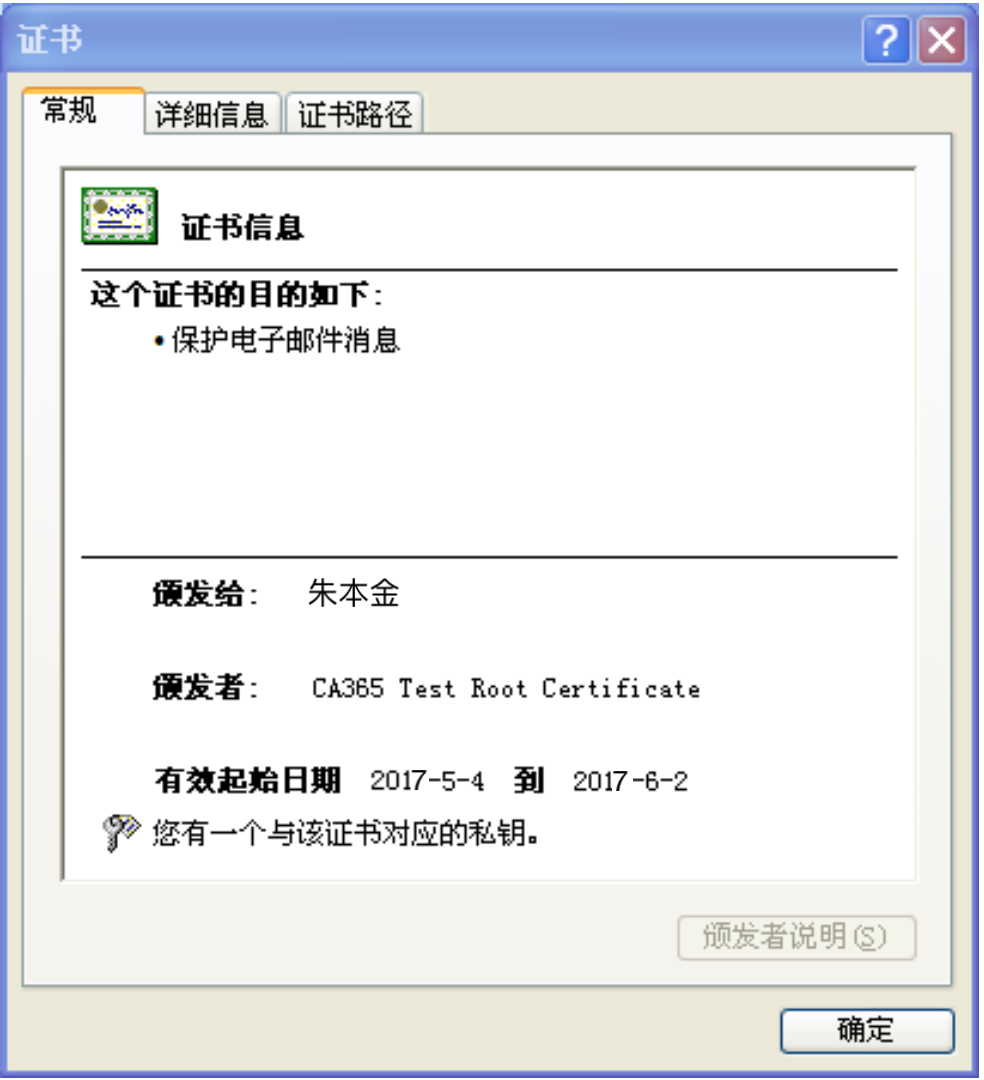 证书
常规 详细信息 证书路径
证书信息
这个证书的目的如下:
•保护电子邮件消息
颁发给: 朱本金
颁发者: CA365 Test Root Certificate
有效起始日期 2017-5-4 到 2017-6-2
您有一个与该证书对应的私钥。
颁发者说明(S)
确定